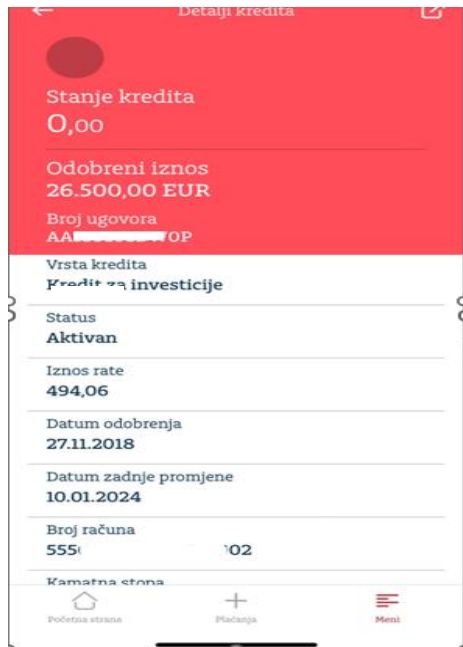 Detalji kredita
Stanje kredita
0,00
Odobreni iznos
26.500,00 EUR
Broj ugovora
Vrsta kredita
Kredit za investicije
Status
Aktivan
Iznos rate
494,06
Datum odobrenja
27.11.2018
Datum zadnje promjene
10.01.2024
Broj računa
555 02
Kamatna stopa
Početna strana
Plaćanja
Meni